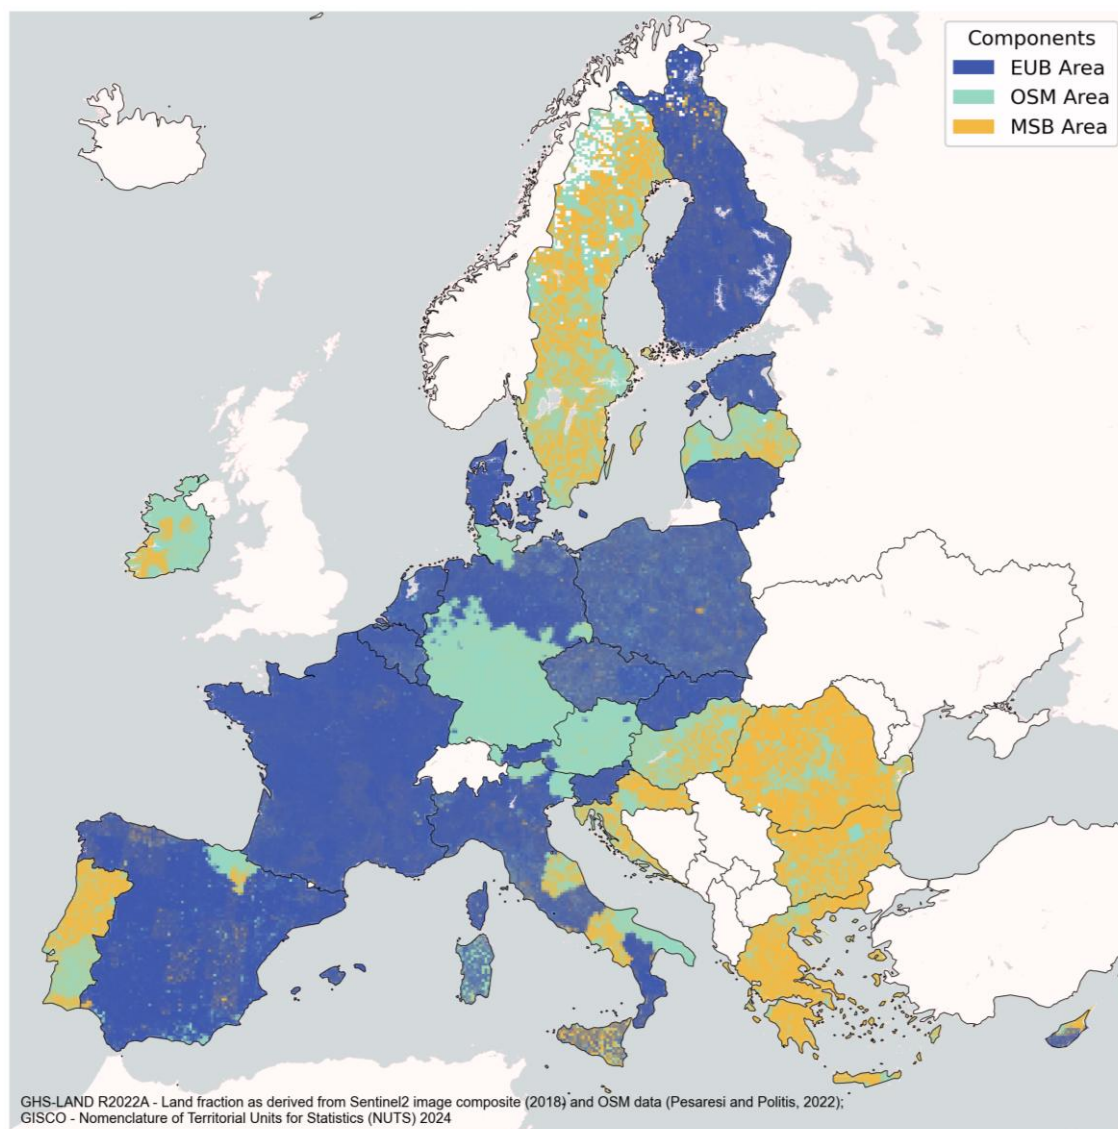 Components
EUB Area
OSM Area
MSB Area
GHS-LAND R2022A - Land fraction as derived from Sentinel2 image composite (2018) and OSM data (Pesaresi and Politis, 2022);
GISCO - Nomenclature of Territorial Units for Statistics (NUTS) 2024